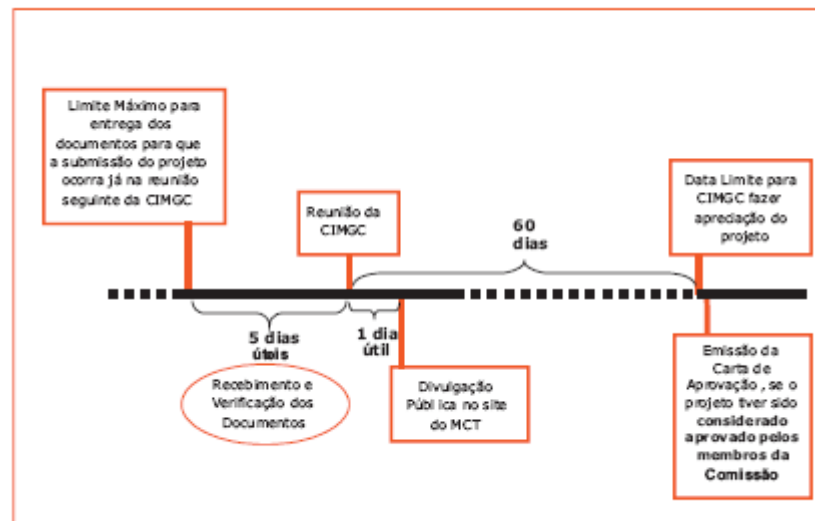 Limite Máximo para
entrega dos
documentos para que
a submissão do projeto
ocorra já na reunião
seguinte da CIMGC
Reunião da
CIMGC
60
dias
Data Limite para
CIMGC fazer
apreciação do
projeto
5 dias
úteis
1 dia
útil
Recebimento e
Verificação dos
Documentos
Divulgação
Pública no site
do MCT
Emissão da
Carta de
Aprovação , se o
projeto tiver sido
considerado
aprovado pelos
membros da
Comissão